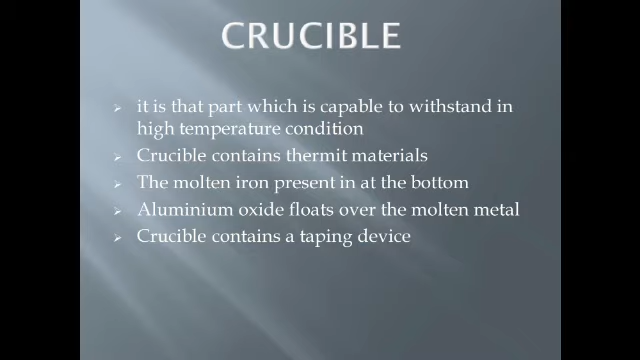 CRUCIBLE
it is that part which is capable to withstand in
high temperature condition
Crucible contains thermit materials
The molten iron present in at the bottom
Aluminium oxide floats over the molten metal
Crucible contains a taping device